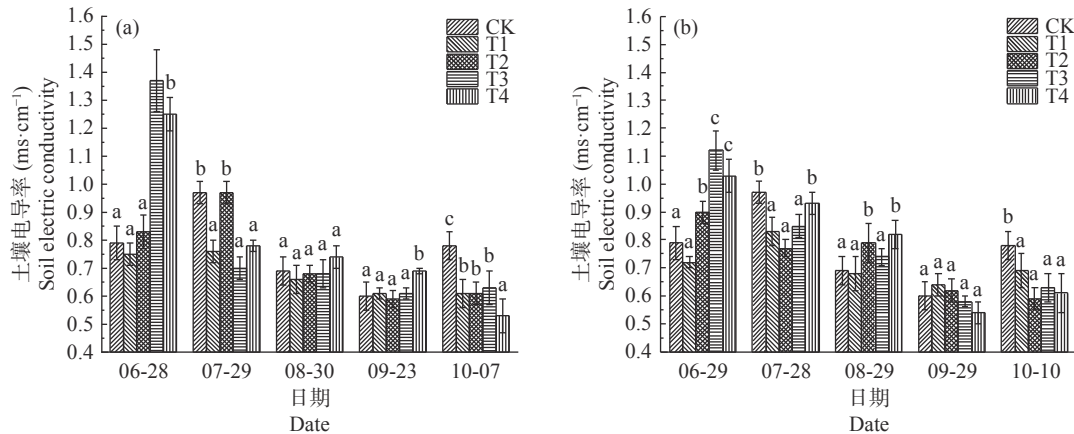 (a)
CK
T1
T2
T3
T4
1.6
1.5
1.4
1.3
1.2
1.1
1.0
0.9
0.8
0.7
0.6
0.5
0.4
土壤电导率 (ms·cm⁻¹)
Soil electric conductivity
a a a b
b a b a a
a a a a a
a a a a b
c b b b a
06-28 07-29 08-30 09-23 10-07
日期
Date
(b)
CK
T1
T2
T3
T4
1.6
1.5
1.4
1.3
1.2
1.1
1.0
0.9
0.8
0.7
0.6
0.5
0.4
土壤电导率 (ms·cm⁻¹)
Soil electric conductivity
a a b c c
b a a a b
a a b a b
a a a a a
b a a a a
06-29 07-28 08-29 09-29 10-10
日期
Date